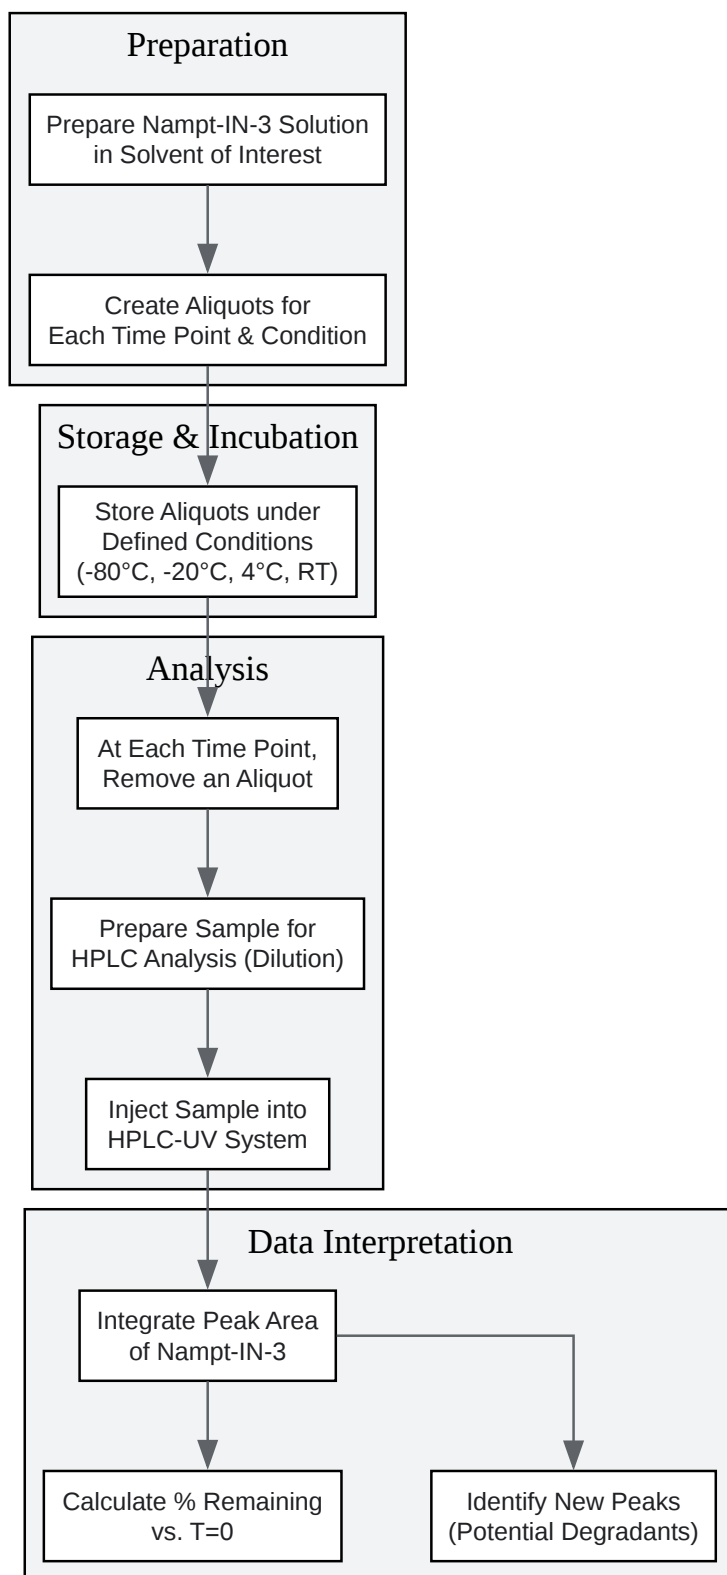 Preparation
Prepare Nampt-IN-3 Solution
in Solvent of Interest
Create Aliquots for
Each Time Point & Condition
Storage & Incubation
Store Aliquots under
Defined Conditions
(-80°C, -20°C, 4°C, RT)
Analysis
At Each Time Point,
Remove an Aliquot
Prepare Sample for
HPLC Analysis (Dilution)
Inject Sample into
HPLC-UV System
Data Interpretation
Integrate Peak Area
of Nampt-IN-3
Calculate % Remaining
vs. T=0
Identify New Peaks
(Potential Degradants)